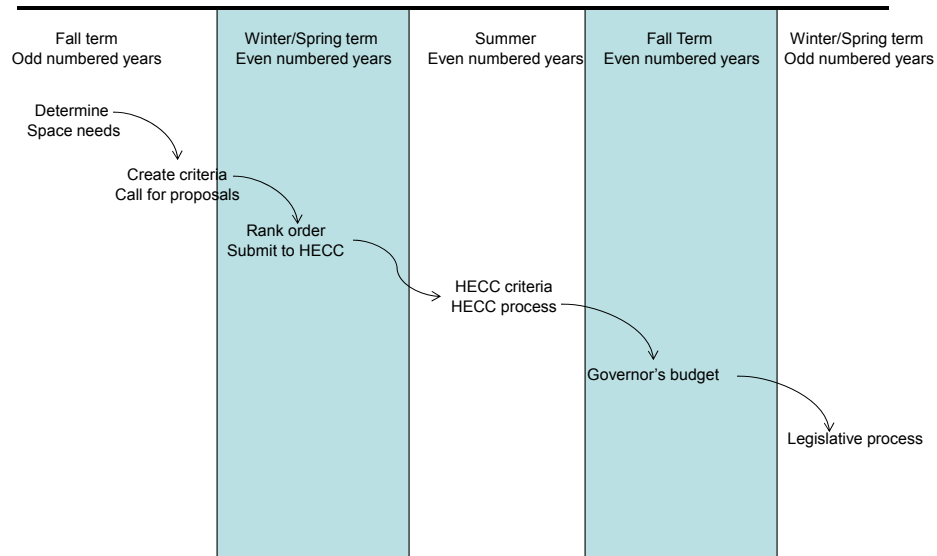 Fall term
Odd numbered years
Winter/Spring term
Even numbered years
Summer
Even numbered years
Fall Term
Even numbered years
Winter/Spring term
Odd numbered years
Determine
Space needs
Create criteria
Call for proposals
Rank order
Submit to HECC
HECC criteria
HECC process
Governor's budget
Legislative process